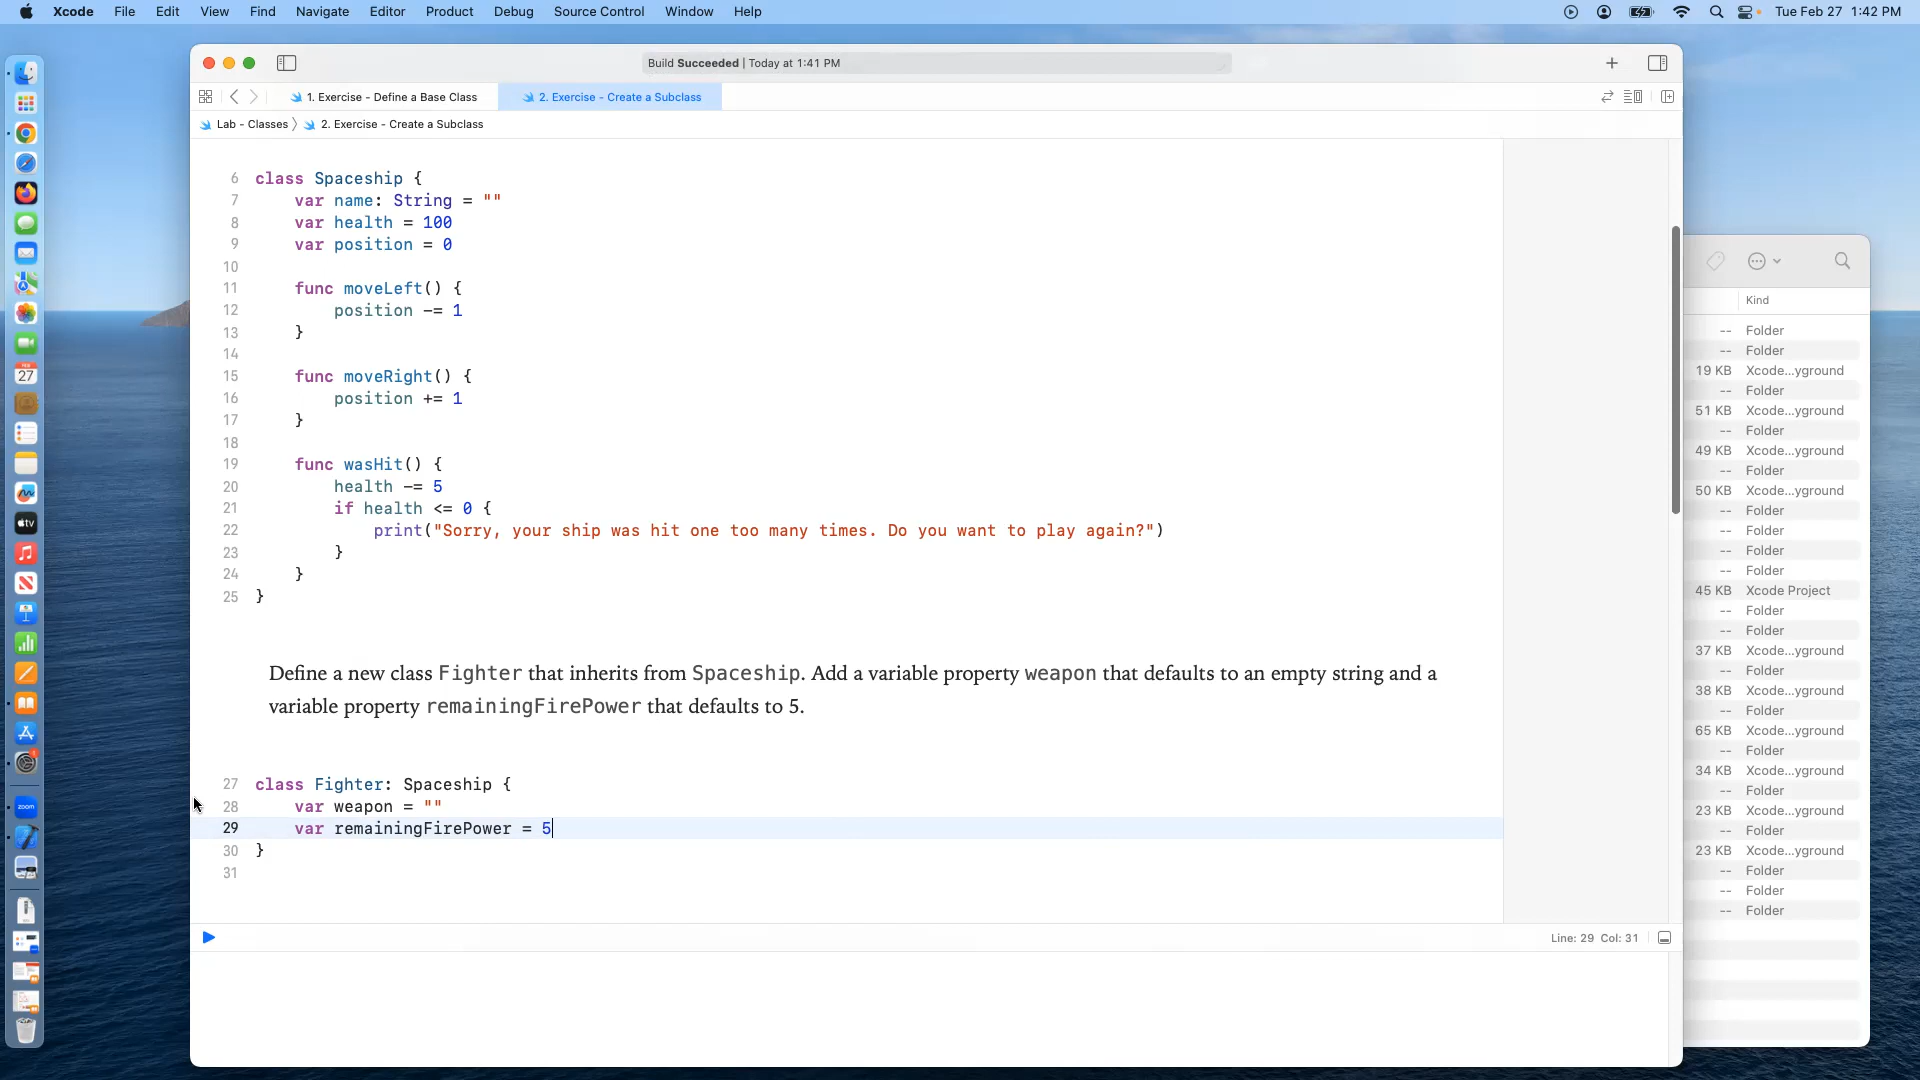 Xcode File Edit View Find Navigate Editor Product Debug Source Control Window Help Tue Feb 27 1:42 PM
Build Succeeded | Today at 1:41 PM
1. Exercise - Define a Base Class 2. Exercise - Create a Subclass
Lab - Classes 〉 2. Exercise - Create a Subclass
6 class Spaceship {
7 var name: String = ""
8 var health = 100
9 var position = 0
10
11 func moveLeft() {
12 position -= 1
13 }
14
15 func moveRight() {
16 position += 1
17 }
18
19 func wasHit() {
20 health -= 5
21 if health <= 0 {
22 print("Sorry, your ship was hit one too many times. Do you want to play again?")
23 }
24 }
25 }
Define a new class Fighter that inherits from Spaceship. Add a variable property weapon that defaults to an empty string and a
variable property remainingFirePower that defaults to 5.
27 class Fighter: Spaceship {
28 var weapon = ""
29 var remainingFirePower = 5
30 }
31
Line: 29 Col: 31
Kind
-- Folder
-- Folder
19 KB Xcode...yground
-- Folder
51 KB Xcode...yground
-- Folder
49 KB Xcode...yground
-- Folder
50 KB Xcode...yground
-- Folder
-- Folder
-- Folder
-- Folder
45 KB Xcode Project
-- Folder
-- Folder
37 KB Xcode...yground
-- Folder
38 KB Xcode...yground
-- Folder
65 KB Xcode...yground
-- Folder
34 KB Xcode...yground
-- Folder
23 KB Xcode...yground
-- Folder
23 KB Xcode...yground
-- Folder
-- Folder
-- Folder
27
tv
zoom